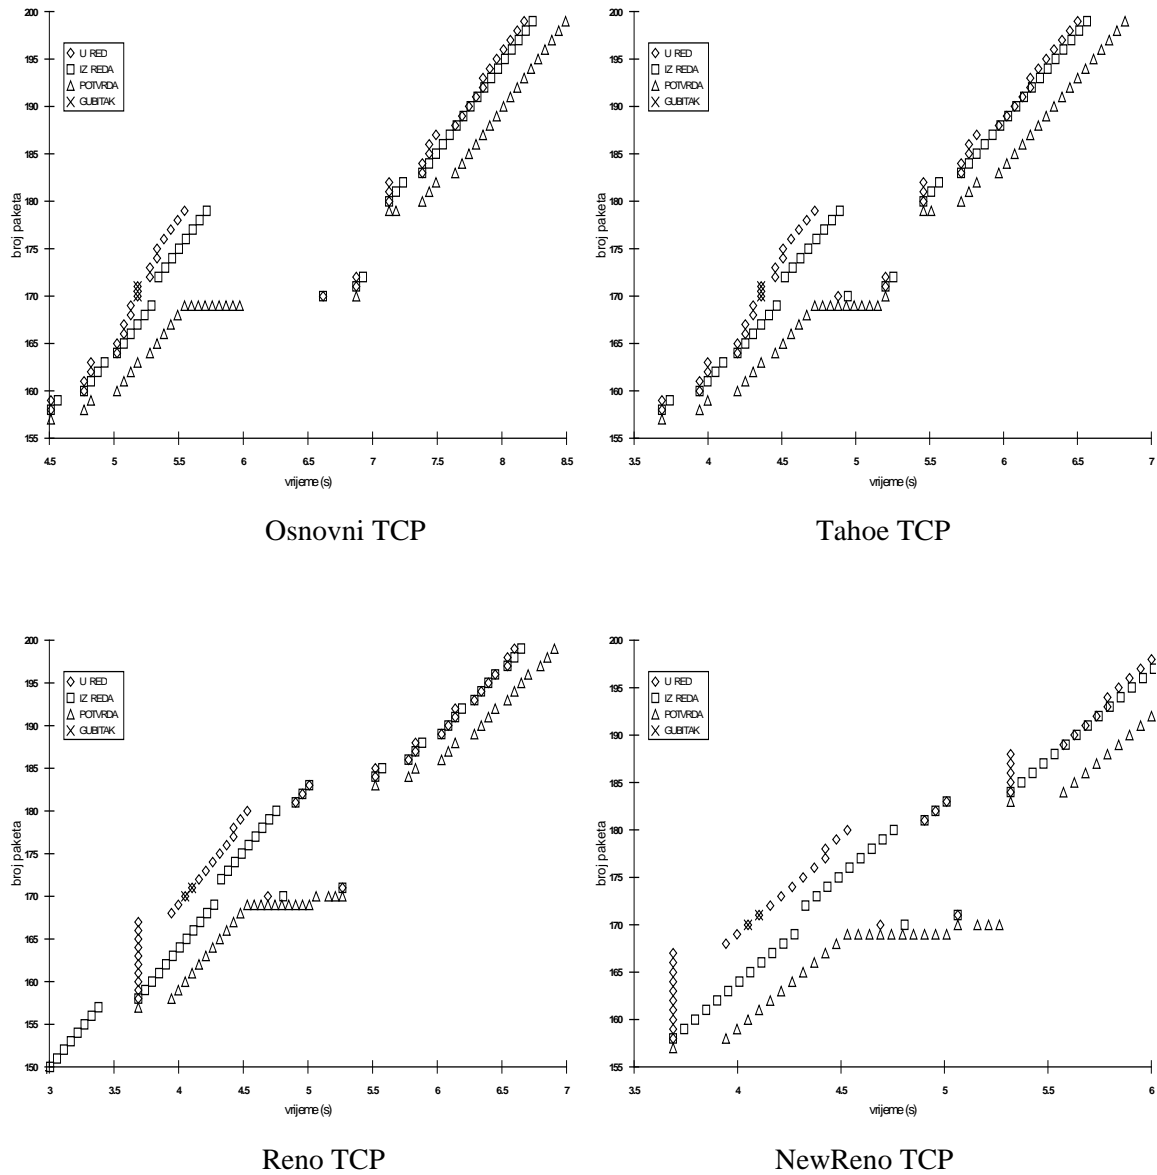 200
195
190
185
180
175
170
165
160
155
broj paketa
U RED
IZ REDA
POTVRDA
GUBITAK
4.5 5 5.5 6 6.5 7 7.5 8 8.5
vrijeme (s)
Osnovni TCP
200
195
190
185
180
175
170
165
160
155
broj paketa
U RED
IZ REDA
POTVRDA
GUBITAK
3.5 4 4.5 5 5.5 6 6.5 7
vrijeme (s)
Tahoe TCP
200
195
190
185
180
175
170
165
160
155
150
broj paketa
U RED
IZ REDA
POTVRDA
GUBITAK
3 3.5 4 4.5 5 5.5 6 6.5 7
vrijeme (s)
Reno TCP
200
195
190
185
180
175
170
165
160
155
broj paketa
U RED
IZ REDA
POTVRDA
GUBITAK
3.5 4 4.5 5 5.5 6
vrijeme (s)
NewReno TCP